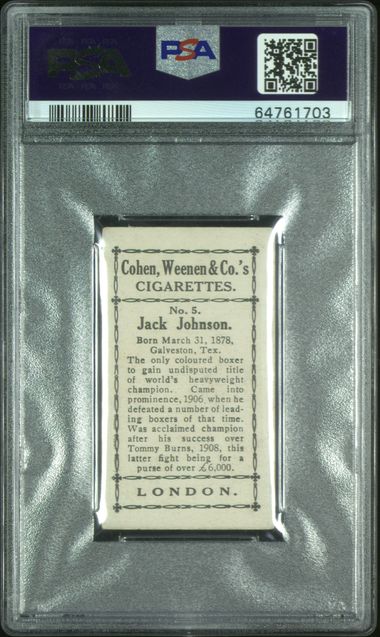 PSA
PSA
64761703
Cohen, Weenen & Co.'s
CIGARETTES.
No. 5.
Jack Johnson.
Born March 31, 1878,
Galveston, Tex.
The only coloured boxer
to gain undisputed title
of world's heavyweight
champion. Came into
prominence, 1906, when he
defeated a number of lead-
ing boxers of that time.
Was acclaimed champion
after his success over
Tommy Burns, 1908, this
latter fight being for a
purse of over £6,000.
LONDON.